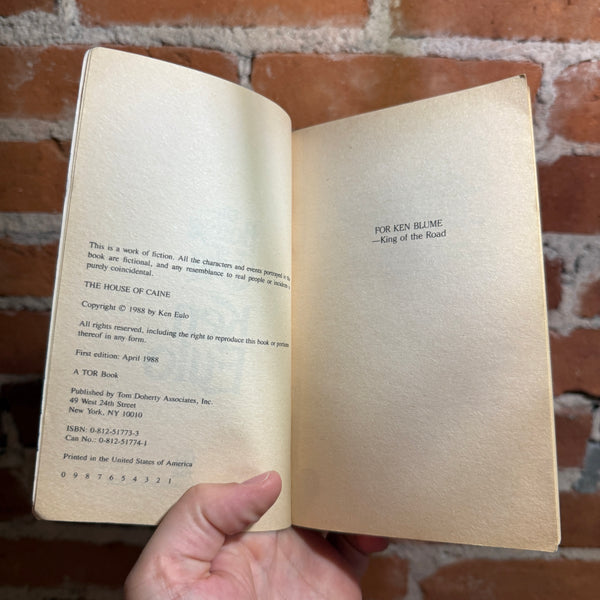 This is a work of fiction. All the characters and events portrayed in this
book are fictional, and any resemblance to real people or incidents is
purely coincidental.
THE HOUSE OF CAINE
Copyright © 1988 by Ken Eulo
All rights reserved, including the right to reproduce this book or portions
thereof in any form.
First edition: April 1988
A TOR Book
Published by Tom Doherty Associates, Inc.
49 West 24th Street
New York, NY 10010
ISBN: 0-812-51773-3
Can No.: 0-812-51774-1
Printed in the United States of America
0 9 8 7 6 5 4 3 2 1
FOR KEN BLUME
—King of the Road